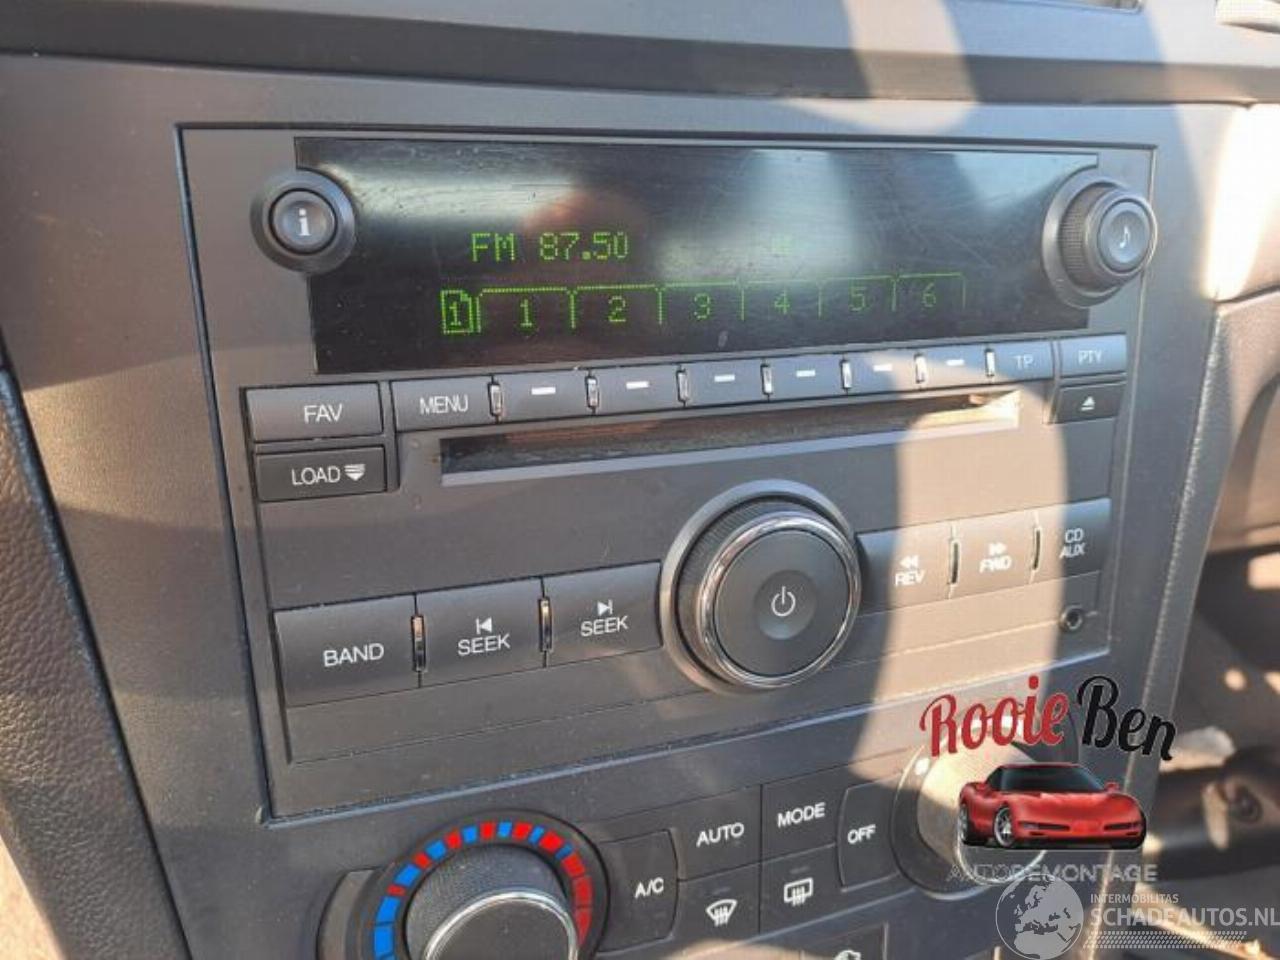 i
FM 87.50
♪
1 1 2 3 4 5 6
FAV MENU TP PTY
LOAD
BAND SEEK SEEK REV FWD CD AUX
Rooie Ben
AUTODEMONTAGE
A/C AUTO MODE OFF
INTERMOBILITAS
SCHADEAUTOS.NL